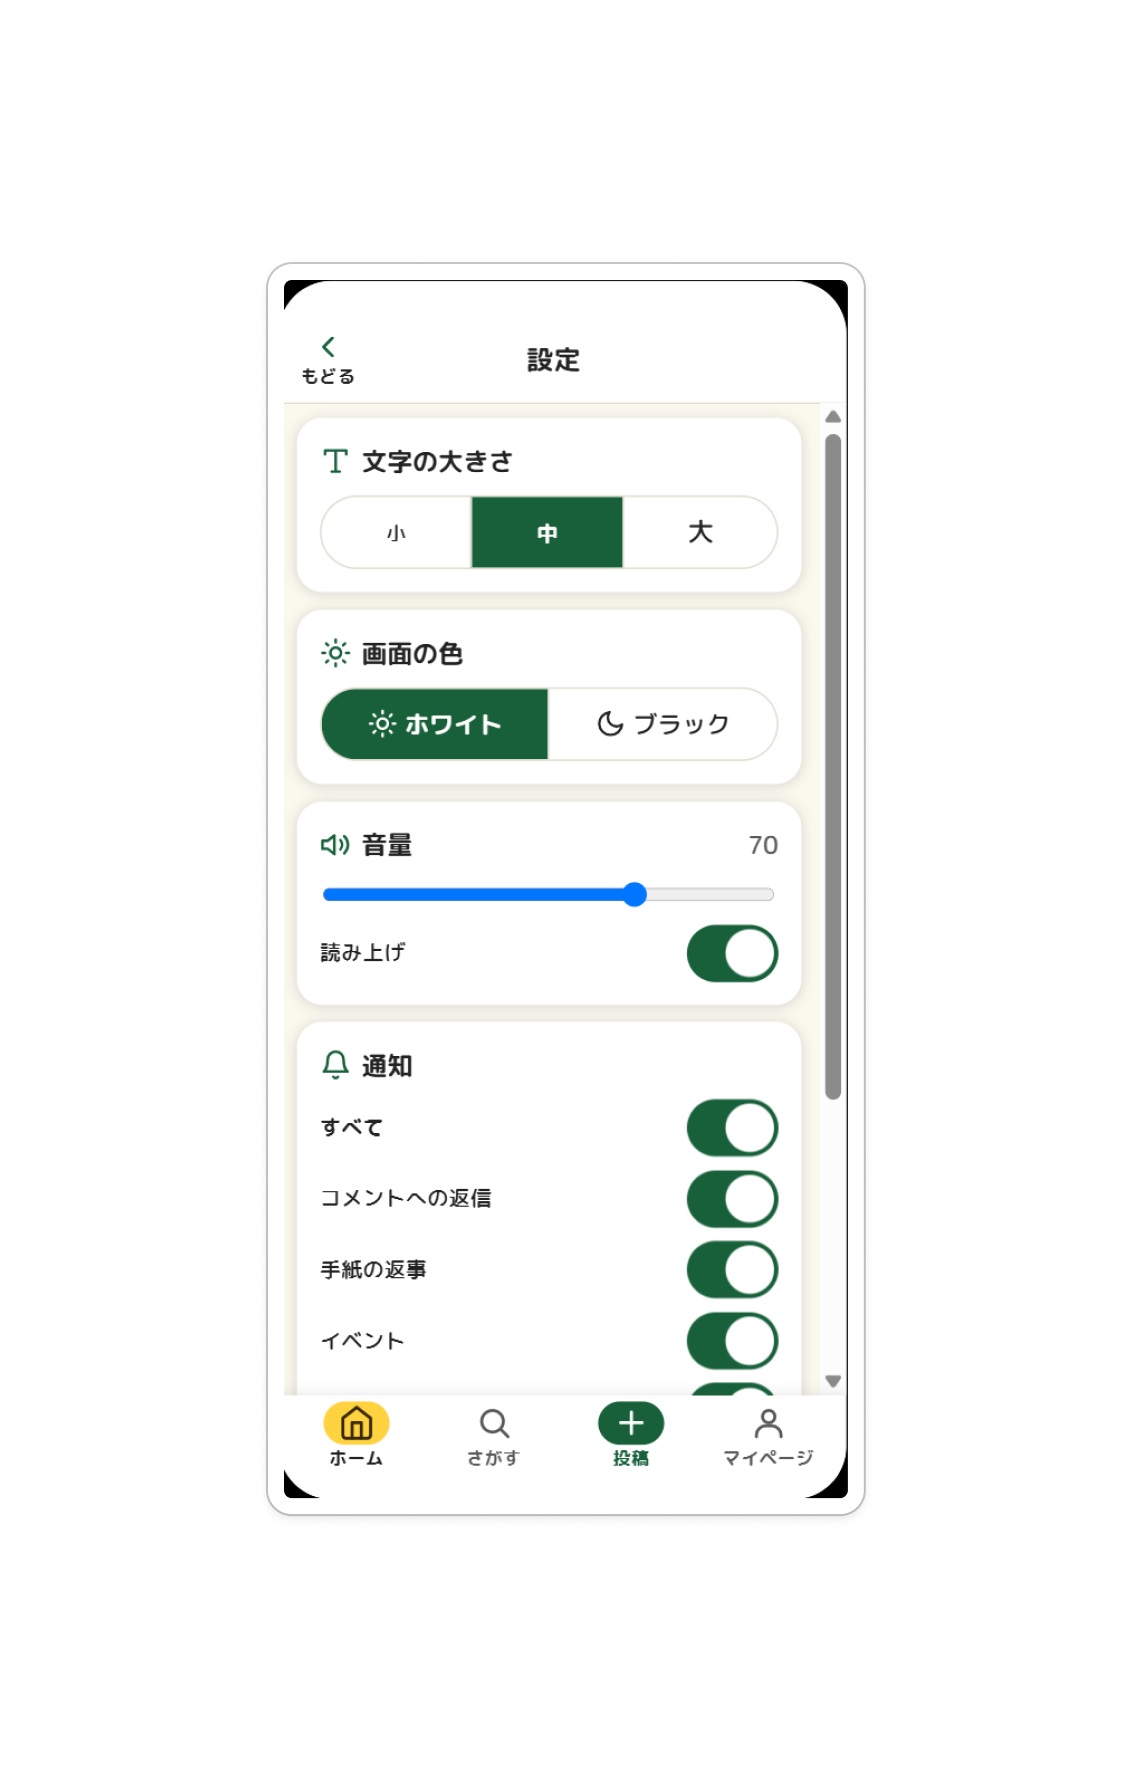 もどる
設定
文字の大きさ
小 中 大
画面の色
ホワイト ブラック
音量 70
読み上げ
通知
すべて
コメントへの返信
手紙の返事
イベント
ホーム さがす 投稿 マイページ